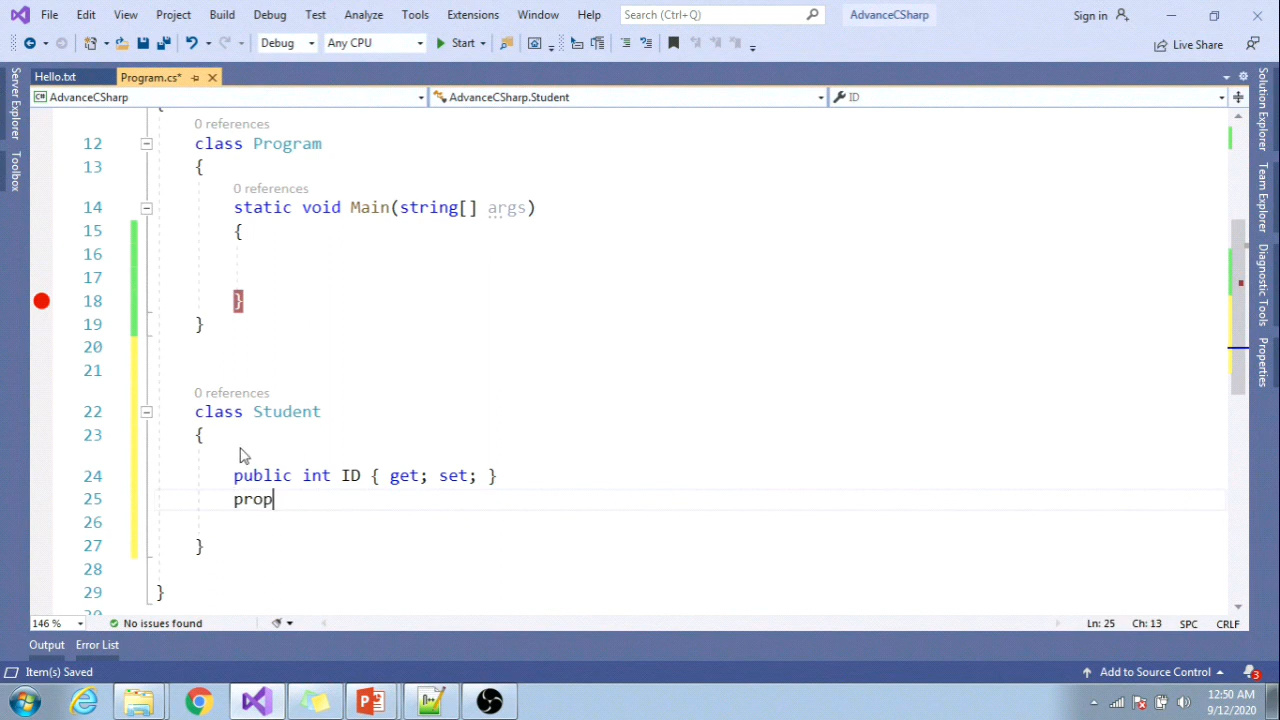 File Edit View Project Build Debug Test Analyze Tools Extensions Window Help Search (Ctrl+Q) AdvanceCSharp Sign in
Debug Any CPU Start Live Share
Hello.txt Program.cs*
AdvanceCSharp AdvanceCSharp.Student ID
Server Explorer
Toolbox
Solution Explorer
Team Explorer
Diagnostic Tools
Properties
{
0 references
12 class Program
13 {
0 references
14 static void Main(string[] args)
15 {
16
17
18 }
19 }
20
21
0 references
22 class Student
23 {
24 public int ID { get; set; }
25 prop
26
27 }
28
29 }
30
146 % No issues found Ln: 25 Ch: 13 SPC CRLF
Output Error List
Item(s) Saved Add to Source Control 3
12:50 AM
9/12/2020